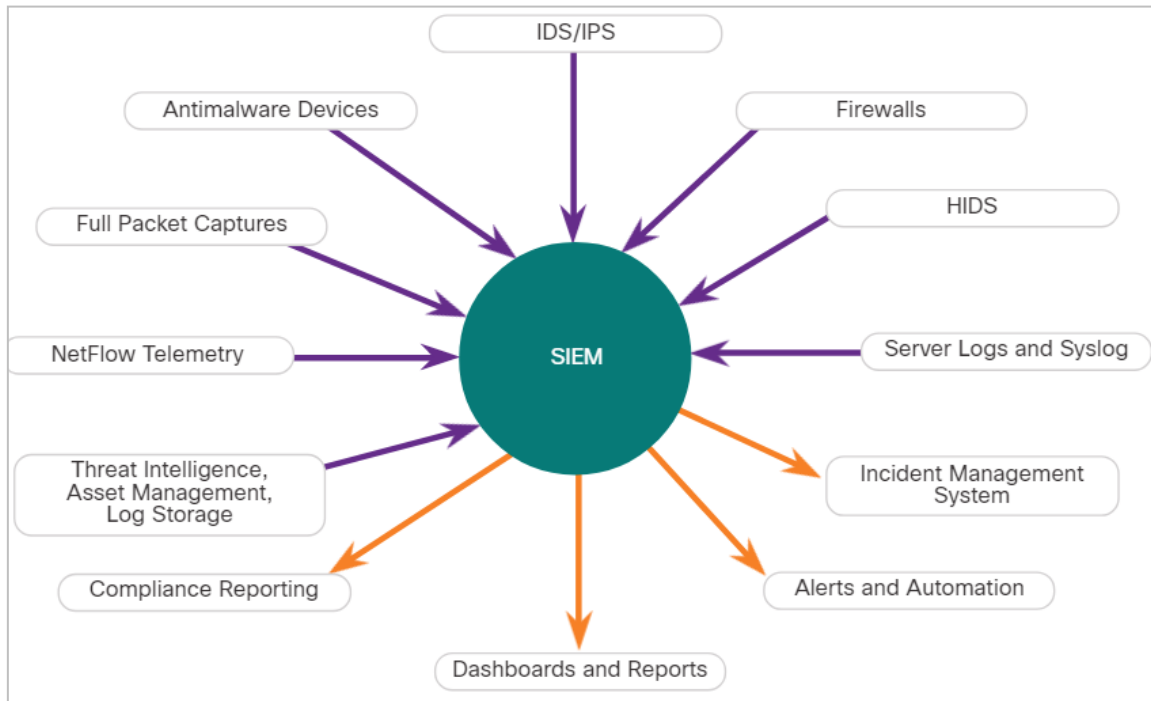 IDS/IPS
Antimalware Devices
Firewalls
Full Packet Captures
HIDS
NetFlow Telemetry
SIEM
Server Logs and Syslog
Threat Intelligence,
Asset Management,
Log Storage
Incident Management
System
Compliance Reporting
Alerts and Automation
Dashboards and Reports